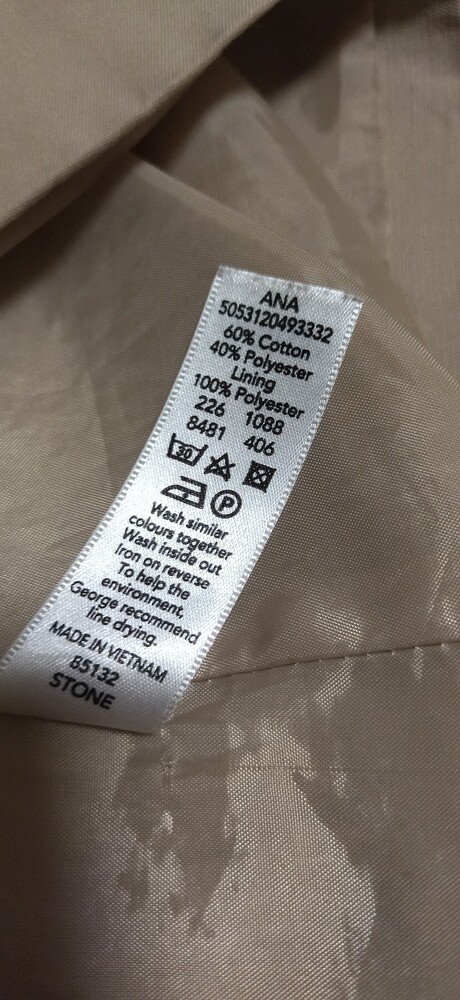 ANA
5053120493332
60% Cotton
40% Polyester
Lining
100% Polyester
226 1088
8481 406
30
P
Wash similar
colours together
Wash inside out
Iron on reverse
To help the
environment,
George recommend
line drying.
MADE IN VIETNAM
85132
STONE